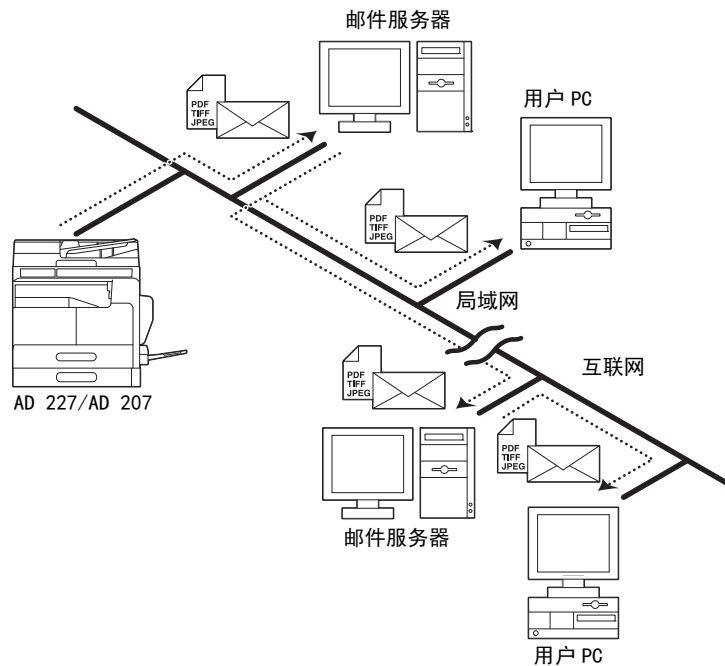 邮件服务器
PDF
TIFF
JPEG
用户 PC
PDF
TIFF
JPEG
局域网
互联网
AD 227/AD 207
PDF
TIFF
JPEG
PDF
TIFF
JPEG
邮件服务器
用户 PC